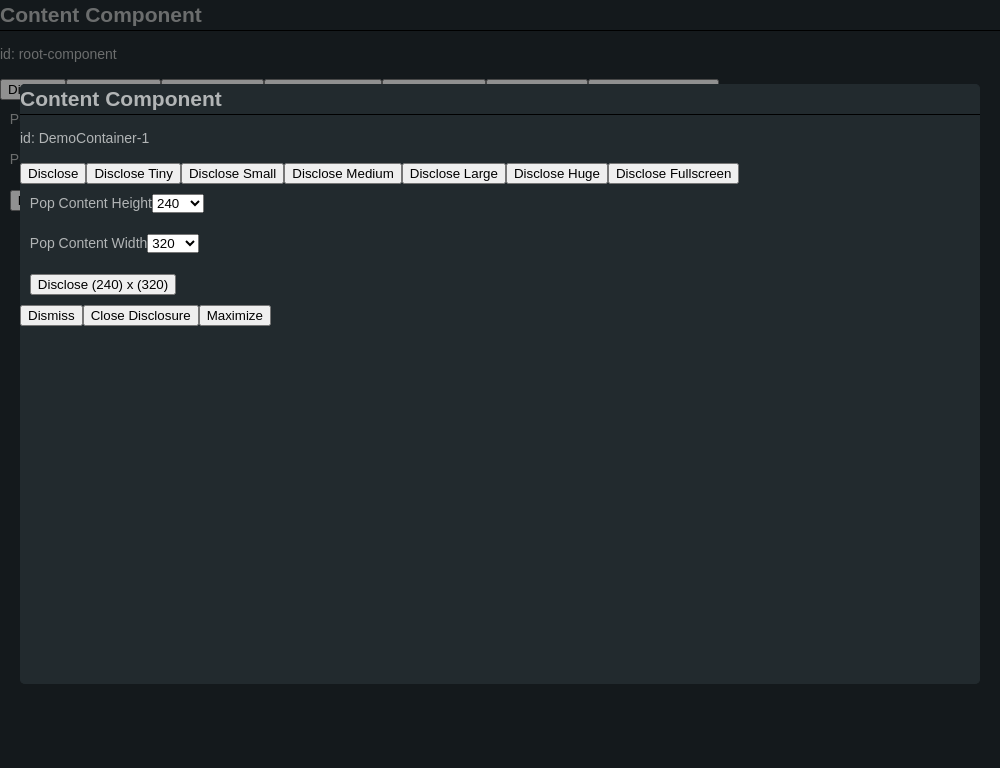 Content Component
id: root-component
Content Component
id: DemoContainer-1
Disclose Disclose Tiny Disclose Small Disclose Medium Disclose Large Disclose Huge Disclose Fullscreen
Pop Content Height 240
Pop Content Width 320
Disclose (240) x (320)
Dismiss Close Disclosure Maximize